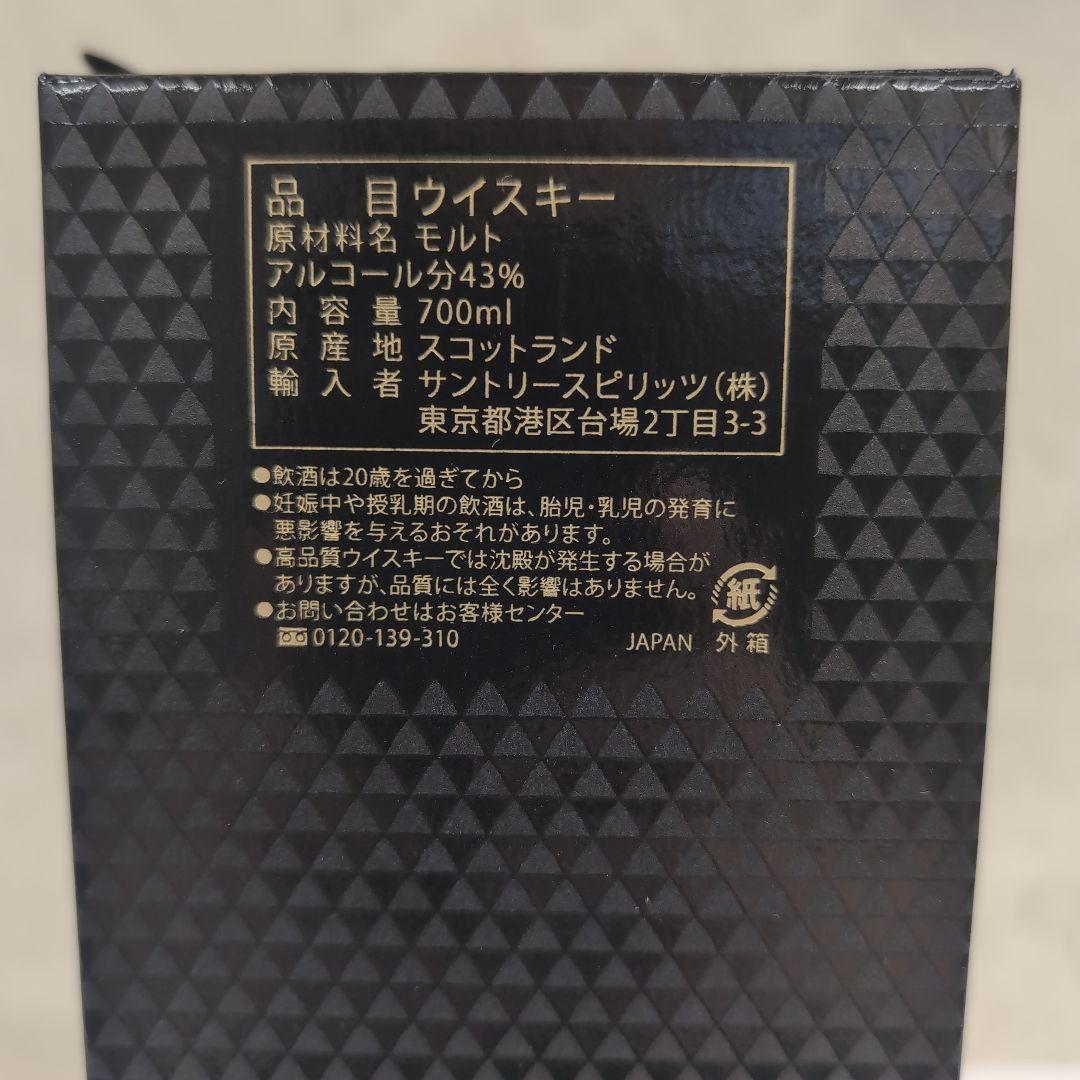 品 目 ウイスキー
原材料名 モルト
アルコール分43%
内容量 700ml
原産地 スコットランド
輸入者 サントリースピリッツ(株)
東京都港区台場2丁目3-3
●飲酒は20歳を過ぎてから
●妊娠中や授乳期の飲酒は、胎児・乳児の発育に
悪影響を与えるおそれがあります。
●高品質ウイスキーでは沈殿が発生する場合が
ありますが、品質には全く影響はありません。
紙
●お問い合わせはお客様センター
0120-139-310
JAPAN 外箱